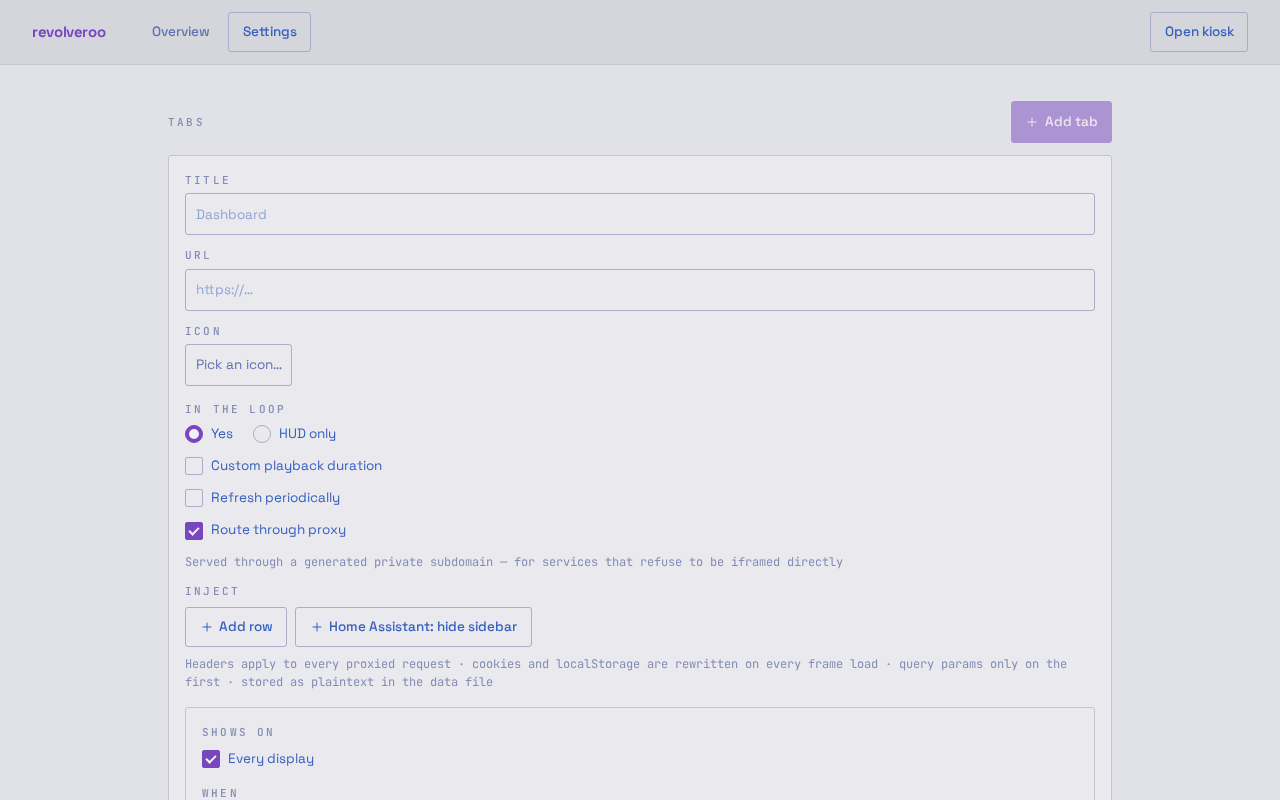 revolveroo
Overview
Settings
Open kiosk
TABS
+ Add tab
TITLE
Dashboard
URL
https://…
ICON
Pick an icon…
IN THE LOOP
Yes
HUD only
Custom playback duration
Refresh periodically
Route through proxy
Served through a generated private subdomain — for services that refuse to be iframed directly
INJECT
+ Add row
+ Home Assistant: hide sidebar
Headers apply to every proxied request · cookies and localStorage are rewritten on every frame load · query params only on the
first · stored as plaintext in the data file
SHOWS ON
Every display
WHEN